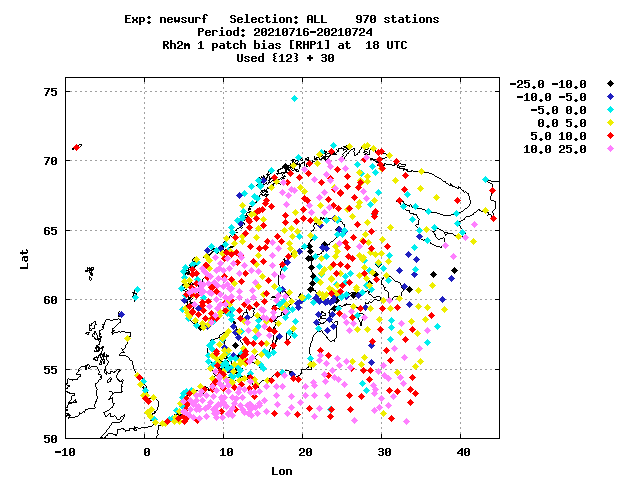 Exp: newsurf   Selection: ALL    970 stations
Period: 20210716-20210724
Rh2m 1 patch bias [RHP1] at  18 UTC
Used {12} + 30
-25.0 -10.0
-10.0 -5.0
-5.0 0.0
0.0 5.0
5.0 10.0
10.0 25.0
75
70
65
60
55
50
Lat
-10 0 10 20 30 40
Lon